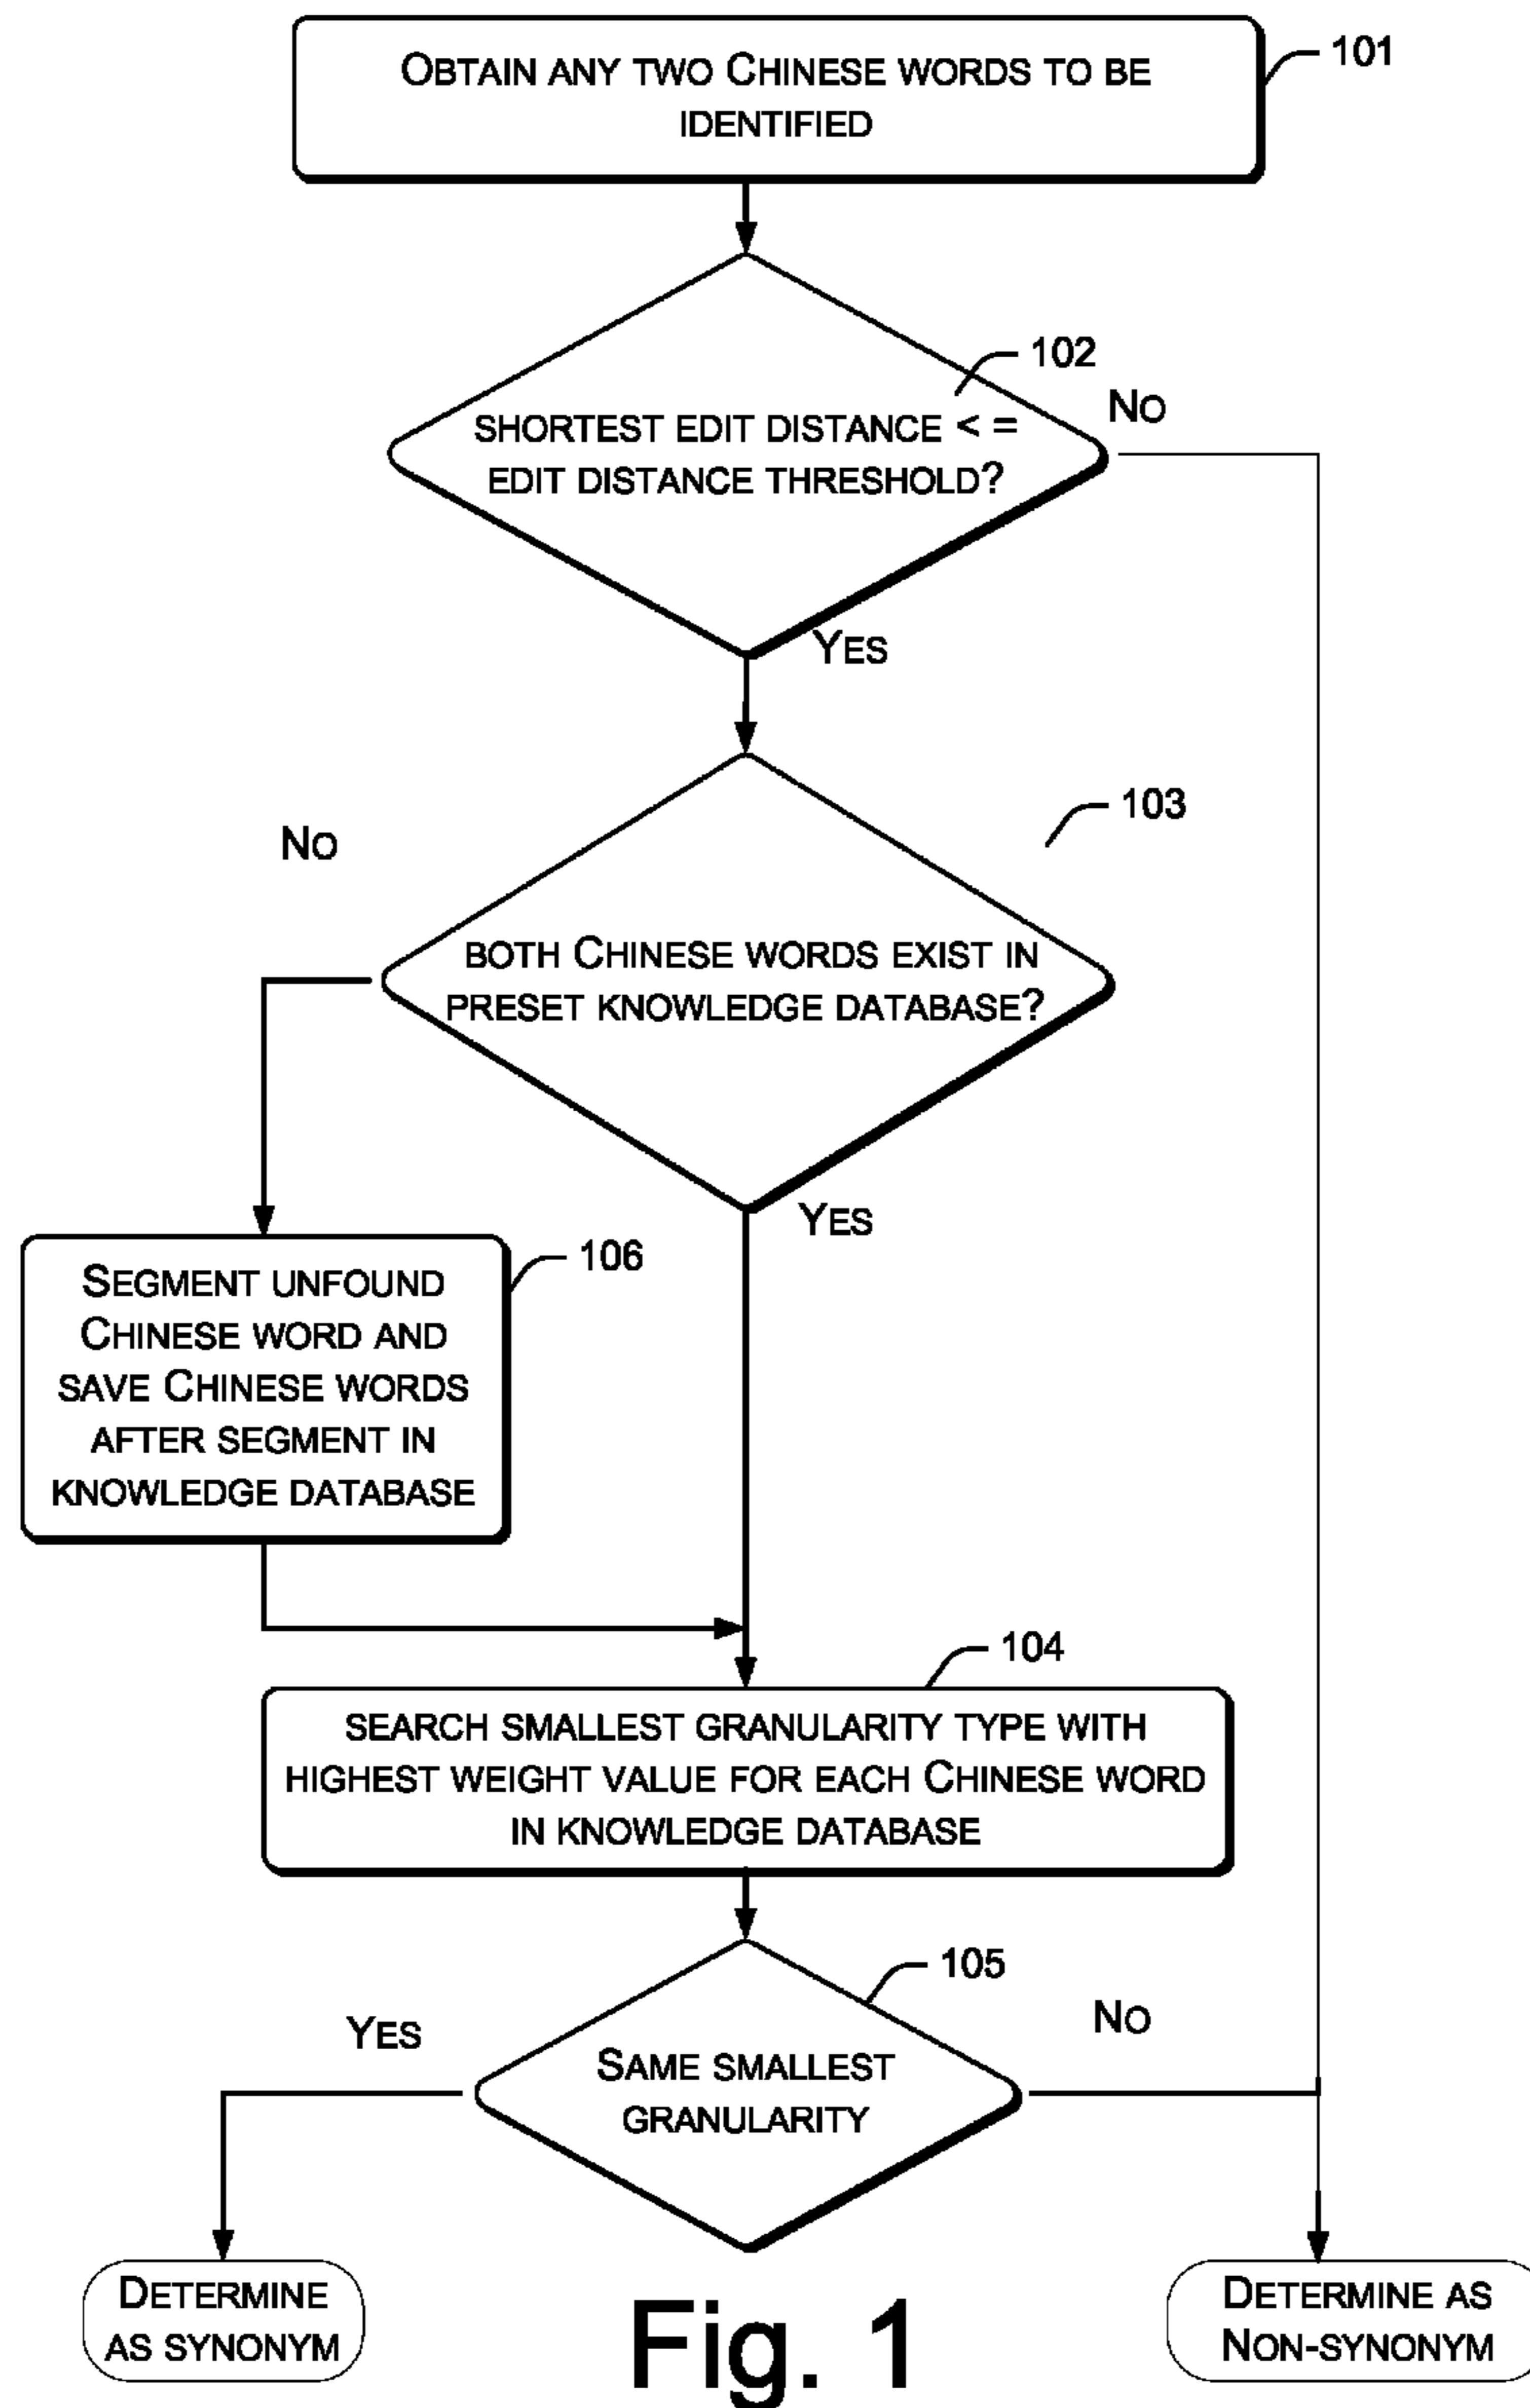 OBTAIN ANY TWO CHINESE WORDS TO BE
IDENTIFIED
101
102
SHORTEST EDIT DISTANCE < =
EDIT DISTANCE THRESHOLD?
NO
YES
103
NO
BOTH CHINESE WORDS EXIST IN
PRESET KNOWLEDGE DATABASE?
YES
106
SEGMENT UNFOUND
CHINESE WORD AND
SAVE CHINESE WORDS
AFTER SEGMENT IN
KNOWLEDGE DATABASE
104
SEARCH SMALLEST GRANULARITY TYPE WITH
HIGHEST WEIGHT VALUE FOR EACH CHINESE WORD
IN KNOWLEDGE DATABASE
105
YES
NO
SAME SMALLEST
GRANULARITY
DETERMINE
AS SYNONYM
DETERMINE AS
NON-SYNONYM
Fig. 1